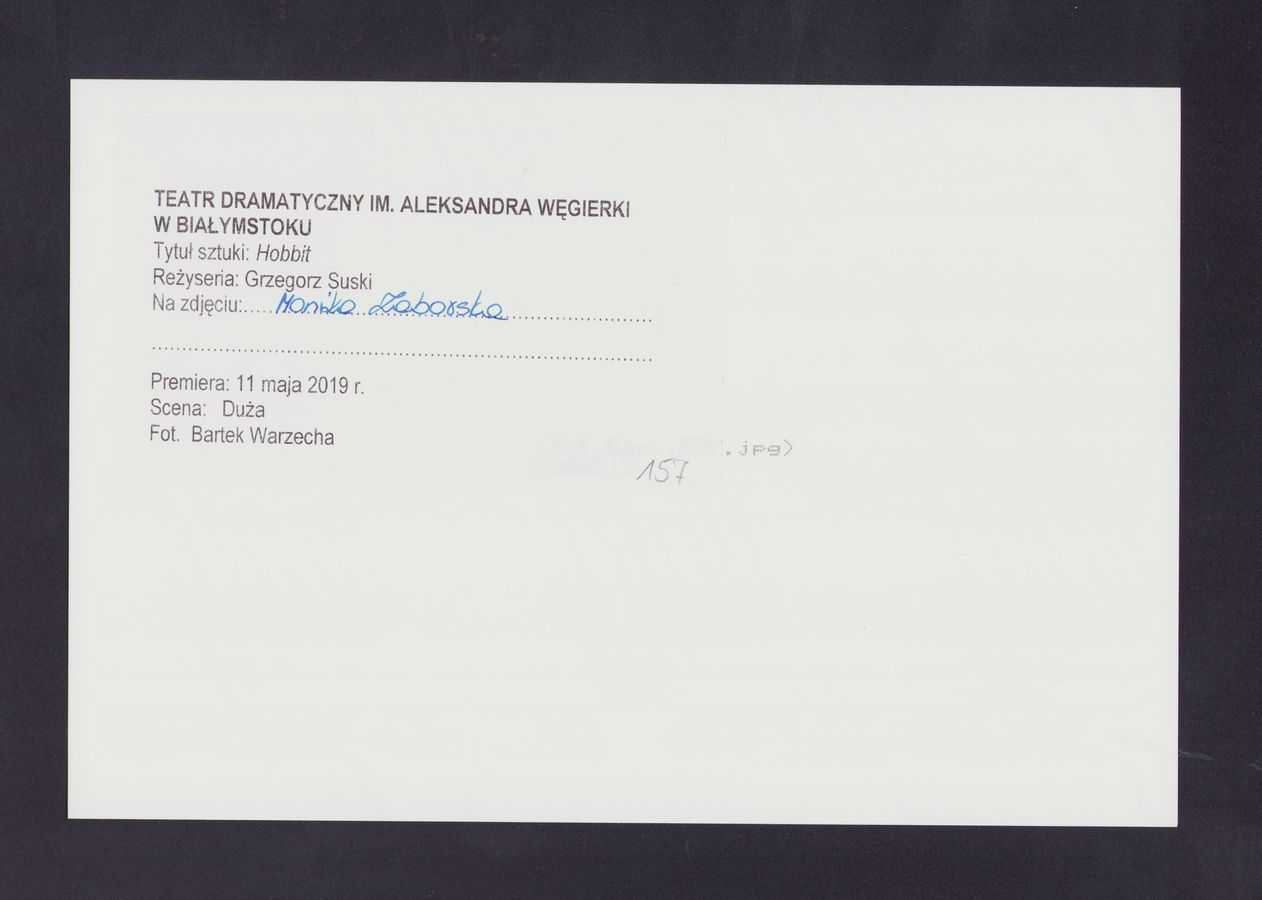 TEATR DRAMATYCZNY IM. ALEKSANDRA WĘGIERKI
W BIAŁYMSTOKU
Tytuł sztuki: Hobbit
Reżyseria: Grzegorz Suski
Na zdjęciu:..... Monika Zaborska ..............................
....................................................................................................
Premiera: 11 maja 2019 r.
Scena: Duża
Fot. Bartek Warzecha
.jpg)
157